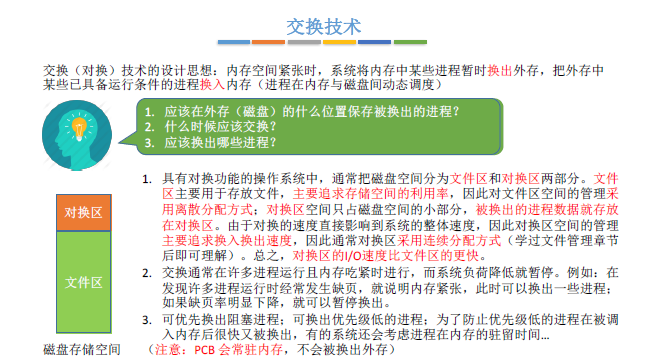 交换技术
交换（对换）技术的设计思想：内存空间紧张时，系统将内存中某些进程暂时换出外存，把外存中
某些已具备运行条件的进程换入内存（进程在内存与磁盘间动态调度）
1. 应该在外存（磁盘）的什么位置保存被换出的进程？
2. 什么时候应该交换？
3. 应该换出哪些进程？
1. 具有对换功能的操作系统中，通常把磁盘空间分为文件区和对换区两部分。文件
区主要用于存放文件，主要追求存储空间的利用率，因此对文件区空间的管理采
用离散分配方式；对换区空间只占磁盘空间的小部分，被换出的进程数据就存放
在对换区。由于对换的速度直接影响到系统的整体速度，因此对换区空间的管理
主要追求换入换出速度，因此通常对换区采用连续分配方式（学过文件管理章节
后即可理解）。总之，对换区的I/O速度比文件区的更快。
2. 交换通常在许多进程运行且内存吃紧时进行，而系统负荷降低就暂停。例如：在
发现许多进程运行时经常发生缺页，就说明内存紧张，此时可以换出一些进程；
如果缺页率明显下降，就可以暂停换出。
3. 可优先换出阻塞进程；可换出优先级低的进程；为了防止优先级低的进程在被调
入内存后很快又被换出，有的系统还会考虑进程在内存的驻留时间…
（注意：PCB 会常驻内存，不会被换出外存）
对换区
文件区
磁盘存储空间